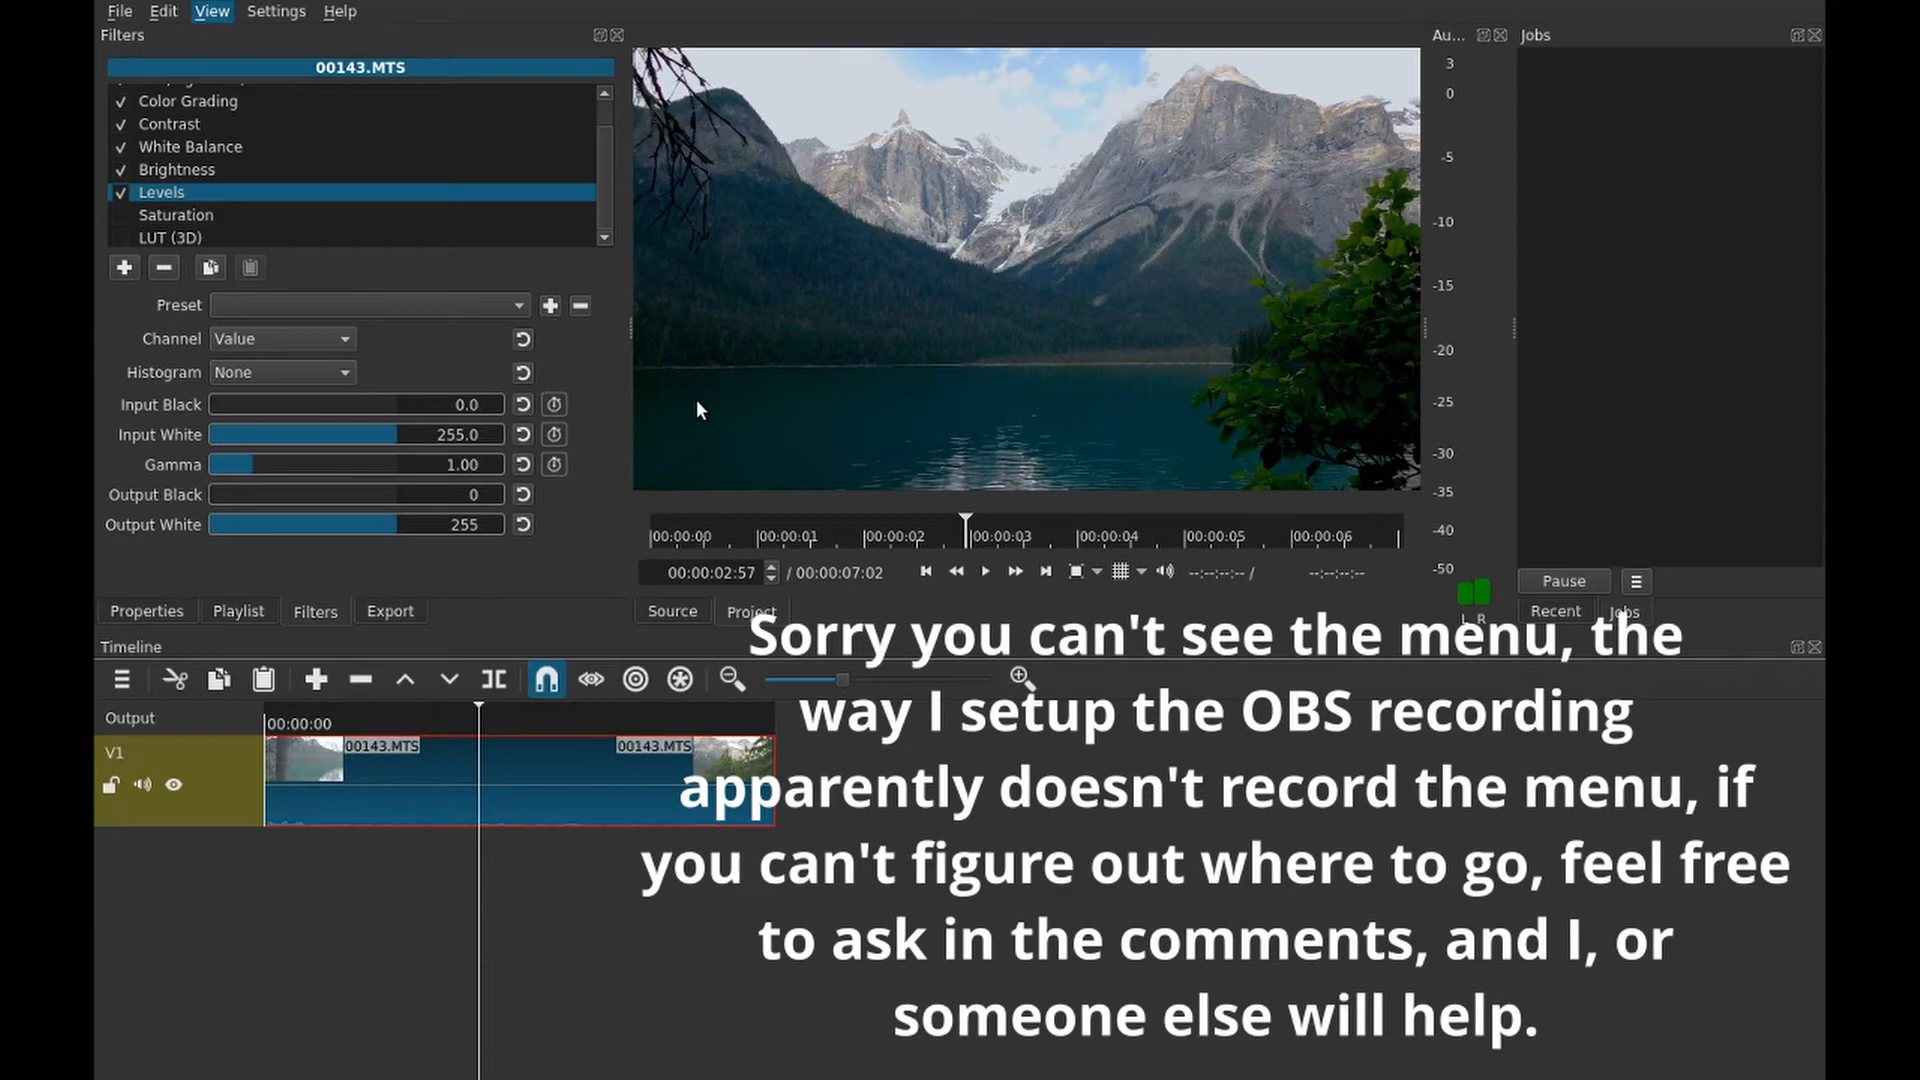 File Edit View Settings Help
Filters
00143.MTS
Color Grading
Contrast
White Balance
Brightness
Levels
Saturation
LUT (3D)
Preset
Channel Value
Histogram None
Input Black 0.0
Input White 255.0
Gamma 1.00
Output Black 0
Output White 255
Properties Playlist Filters Export
00:00:00 00:00:01 00:00:02 00:00:03 00:00:04 00:00:05 00:00:06
00:00:02:57 / 00:00:07:02 --:--:--:-- / --:--:--:--
Source Project
Au...
3
0
-5
-10
-15
-20
-25
-30
-35
-40
-50
L R
Jobs
Pause
Recent Jobs
Timeline
Output
00:00:00
V1
00143.MTS 00143.MTS
Sorry you can't see the menu, the
way I setup the OBS recording
apparently doesn't record the menu, if
you can't figure out where to go, feel free
to ask in the comments, and I, or
someone else will help.